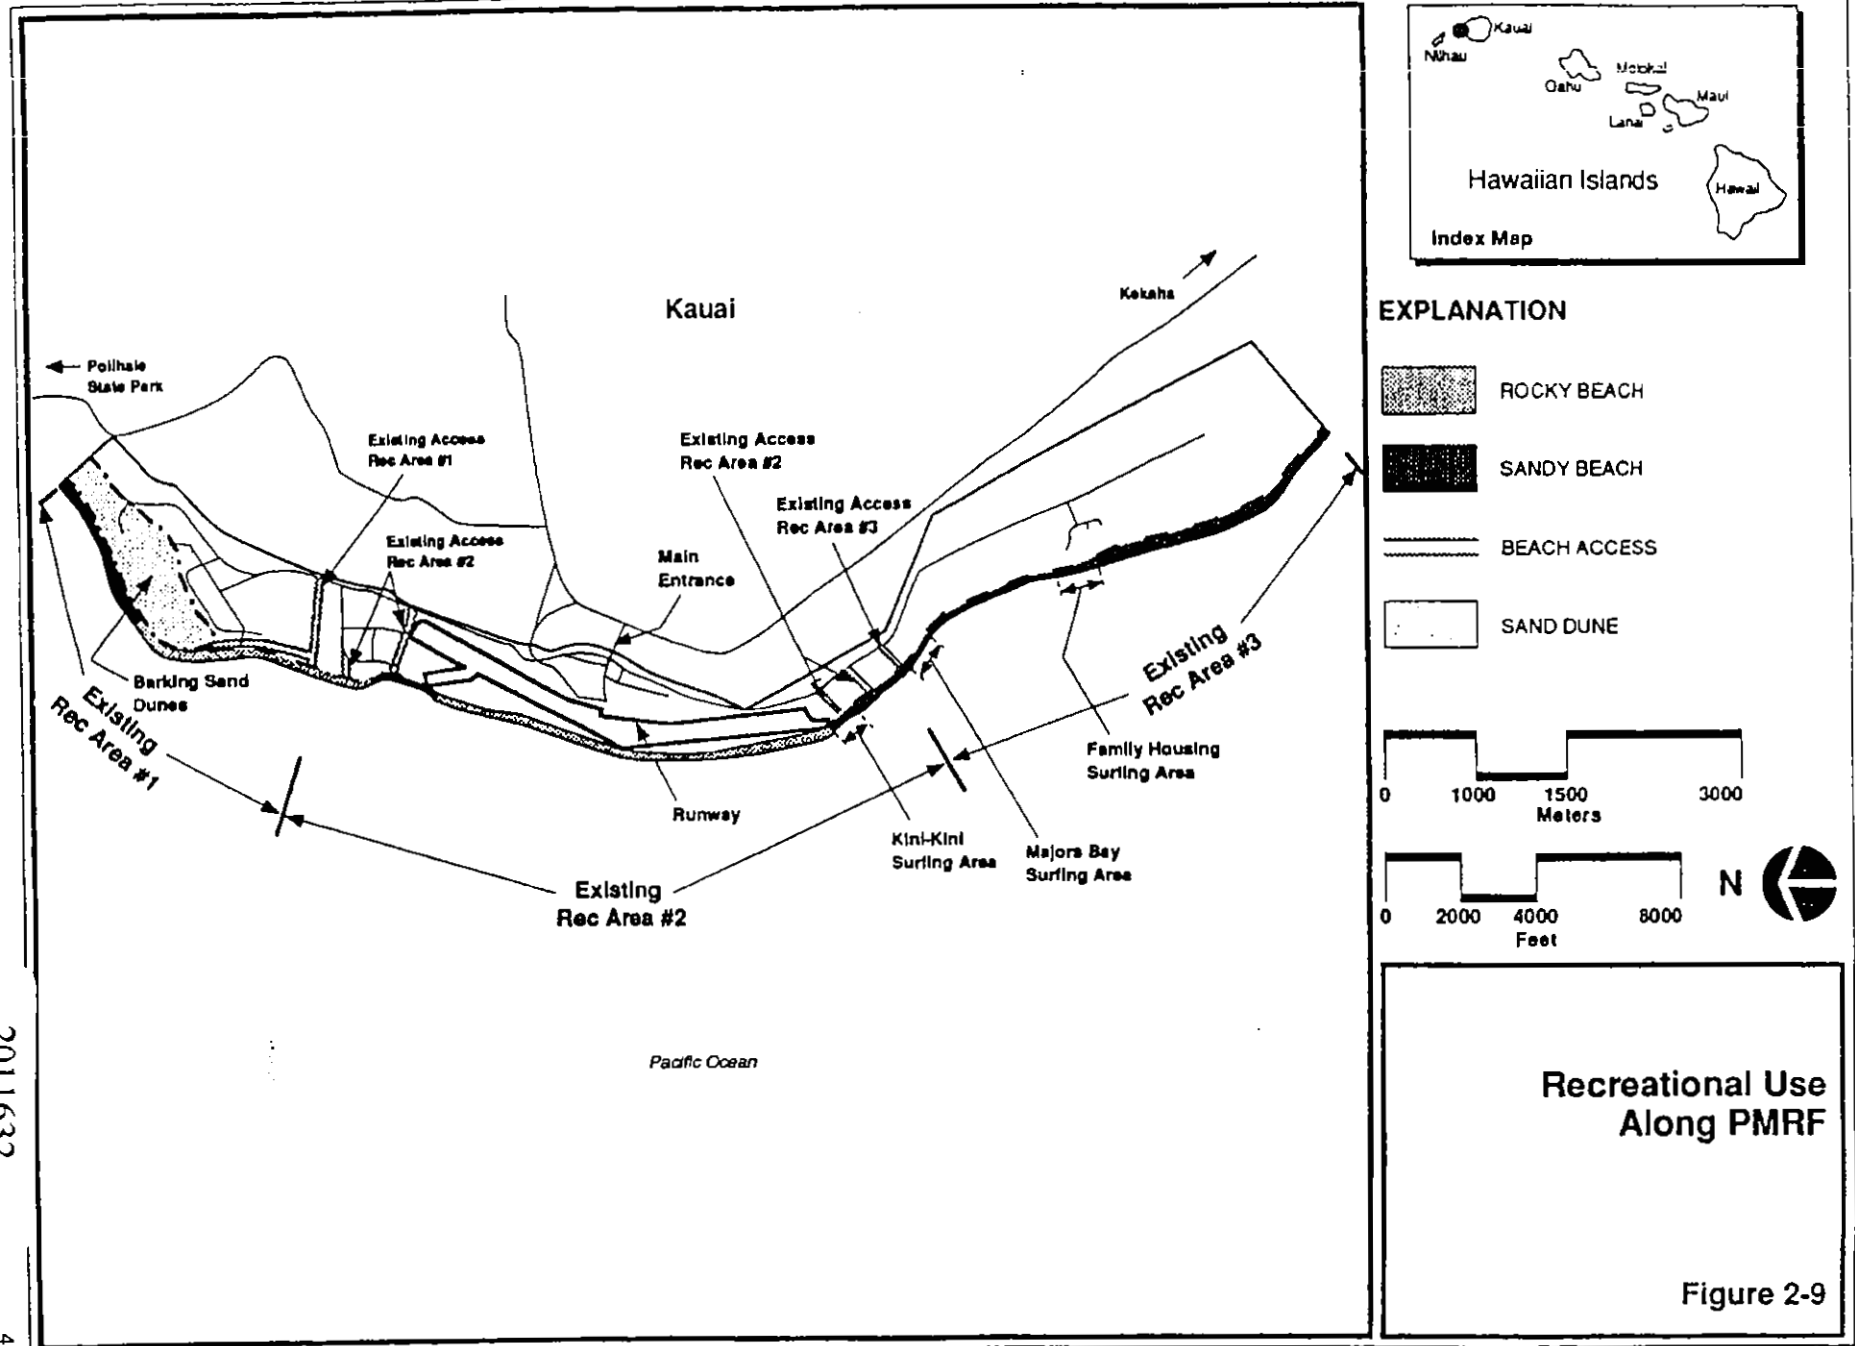 Kauai
Niihau
Oahu
Molokai
Maui
Lanai
Hawaii
Hawaiian Islands
Index Map
EXPLANATION
ROCKY BEACH
SANDY BEACH
BEACH ACCESS
SAND DUNE
0 1000 1500 3000
Meters
0 2000 4000 8000
Feet
N
Kauai
Kekaha
Polihale
State Park
Existing Access
Rec Area #1
Existing Access
Rec Area #2
Existing Access
Rec Area #2
Existing Access
Rec Area #3
Main
Entrance
Barking Sand
Dunes
Existing
Rec Area #1
Existing
Rec Area #3
Family Housing
Surfing Area
Runway
Kini-Kini
Surfing Area
Majors Bay
Surfing Area
Existing
Rec Area #2
Pacific Ocean
Recreational Use
Along PMRF
Figure 2-9